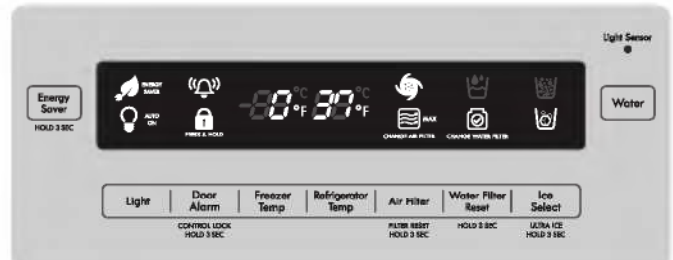 Light Sensor
Energy
Saver
HOLD 3 SEC
ENERGY
SAVER
AUTO
ON
PRESS & HOLD
0°F 37°F
°C °C
MAX
CHANGE AIR FILTER
CHANGE WATER FILTER
Water
Light
Door
Alarm
CONTROL LOCK
HOLD 3 SEC
Freezer
Temp
Refrigerator
Temp
Air Filter
FILTER RESET
HOLD 3 SEC
Water Filter
Reset
HOLD 3 SEC
Ice
Select
ULTRA ICE
HOLD 3 SEC